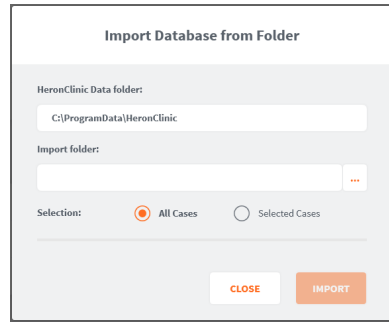 Import Database from Folder
HeronClinic Data folder:
C:\ProgramData\HeronClinic
Import folder:
...
Selection: All Cases Selected Cases
CLOSE IMPORT